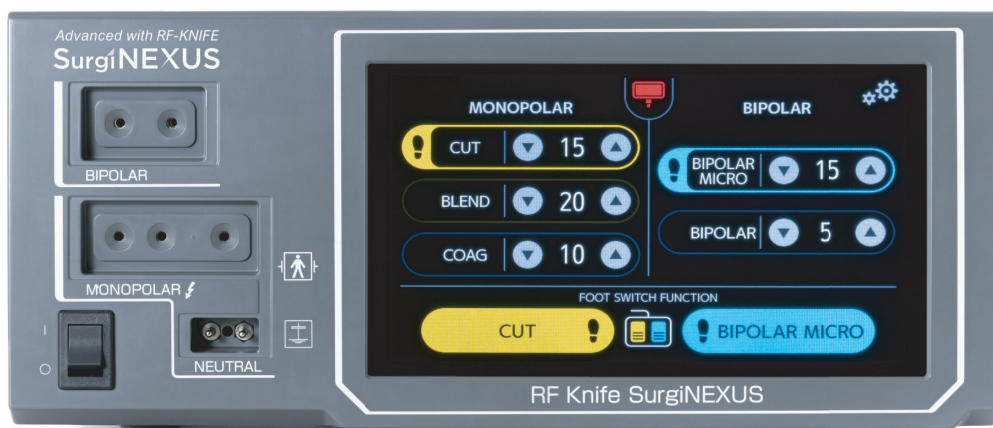 Advanced with RF-KNIFE
SurgiNEXUS
BIPOLAR
MONOPOLAR
NEUTRAL
I
O
MONOPOLAR
CUT 15
BLEND 20
COAG 10
BIPOLAR
BIPOLAR MICRO 15
BIPOLAR 5
FOOT SWITCH FUNCTION
CUT
BIPOLAR MICRO
RF Knife SurgiNEXUS